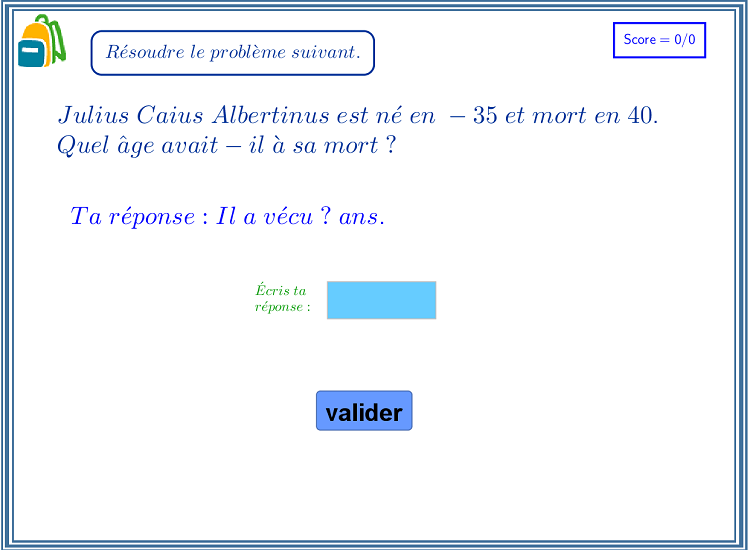 Résoudre le problème suivant.
Score = 0/0
Julius Caius Albertinus est né en − 35 et mort en 40.
Quel âge avait − il à sa mort ?
Ta réponse : Il a vécu ? ans.
Écris ta
réponse :
valider